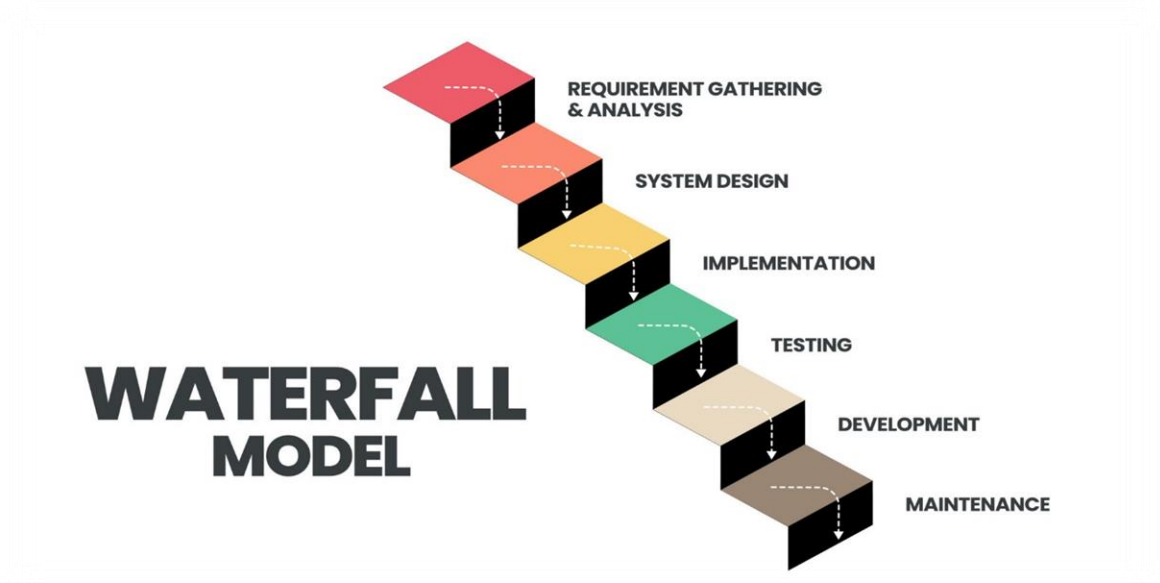 REQUIREMENT GATHERING
& ANALYSIS
SYSTEM DESIGN
IMPLEMENTATION
TESTING
DEVELOPMENT
MAINTENANCE
WATERFALL
MODEL